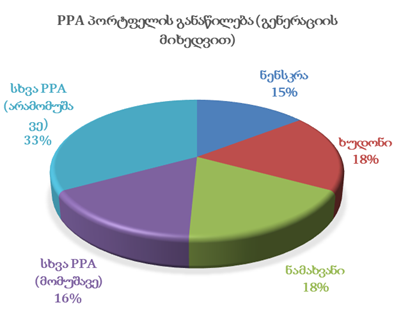 PPA პორტფელის განაწილება (გენერაციის
მიხედვით)
ნენსკრა
15%
ხუდონი
18%
ნამახვანი
18%
სხვა PPA
(მომუშავე)
16%
სხვა PPA
(არამომუშა
ვე)
33%